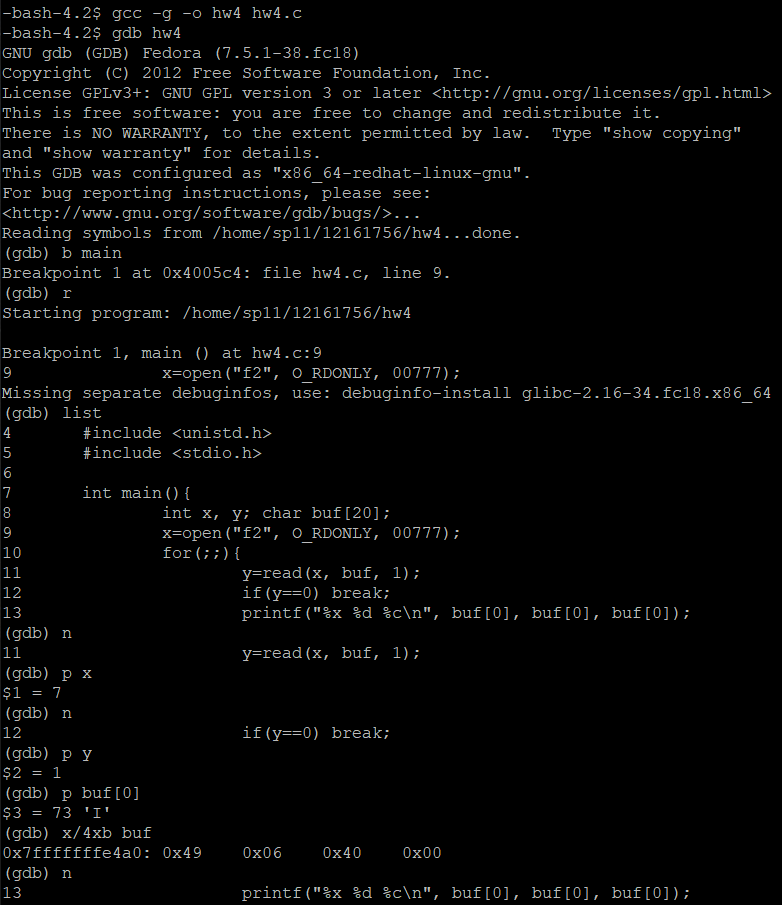 -bash-4.2$ gcc -g -o hw4 hw4.c
-bash-4.2$ gdb hw4
GNU gdb (GDB) Fedora (7.5.1-38.fc18)
Copyright (C) 2012 Free Software Foundation, Inc.
License GPLv3+: GNU GPL version 3 or later <http://gnu.org/licenses/gpl.html>
This is free software: you are free to change and redistribute it.
There is NO WARRANTY, to the extent permitted by law.  Type "show copying"
and "show warranty" for details.
This GDB was configured as "x86_64-redhat-linux-gnu".
For bug reporting instructions, please see:
<http://www.gnu.org/software/gdb/bugs/>...
Reading symbols from /home/sp11/12161756/hw4...done.
(gdb) b main
Breakpoint 1 at 0x4005c4: file hw4.c, line 9.
(gdb) r
Starting program: /home/sp11/12161756/hw4
Breakpoint 1, main () at hw4.c:9
9               x=open("f2", O_RDONLY, 00777);
Missing separate debuginfos, use: debuginfo-install glibc-2.16-34.fc18.x86_64
(gdb) list
4       #include <unistd.h>
5       #include <stdio.h>
6
7       int main(){
8               int x, y; char buf[20];
9               x=open("f2", O_RDONLY, 00777);
10              for(;;){
11                      y=read(x, buf, 1);
12                      if(y==0) break;
13                      printf("%x %d %c\n", buf[0], buf[0], buf[0]);
(gdb) n
11                      y=read(x, buf, 1);
(gdb) p x
$1 = 7
(gdb) n
12                      if(y==0) break;
(gdb) p y
$2 = 1
(gdb) p buf[0]
$3 = 73 'I'
(gdb) x/4xb buf
0x7fffffffe4a0: 0x49    0x06    0x40    0x00
(gdb) n
13                      printf("%x %d %c\n", buf[0], buf[0], buf[0]);